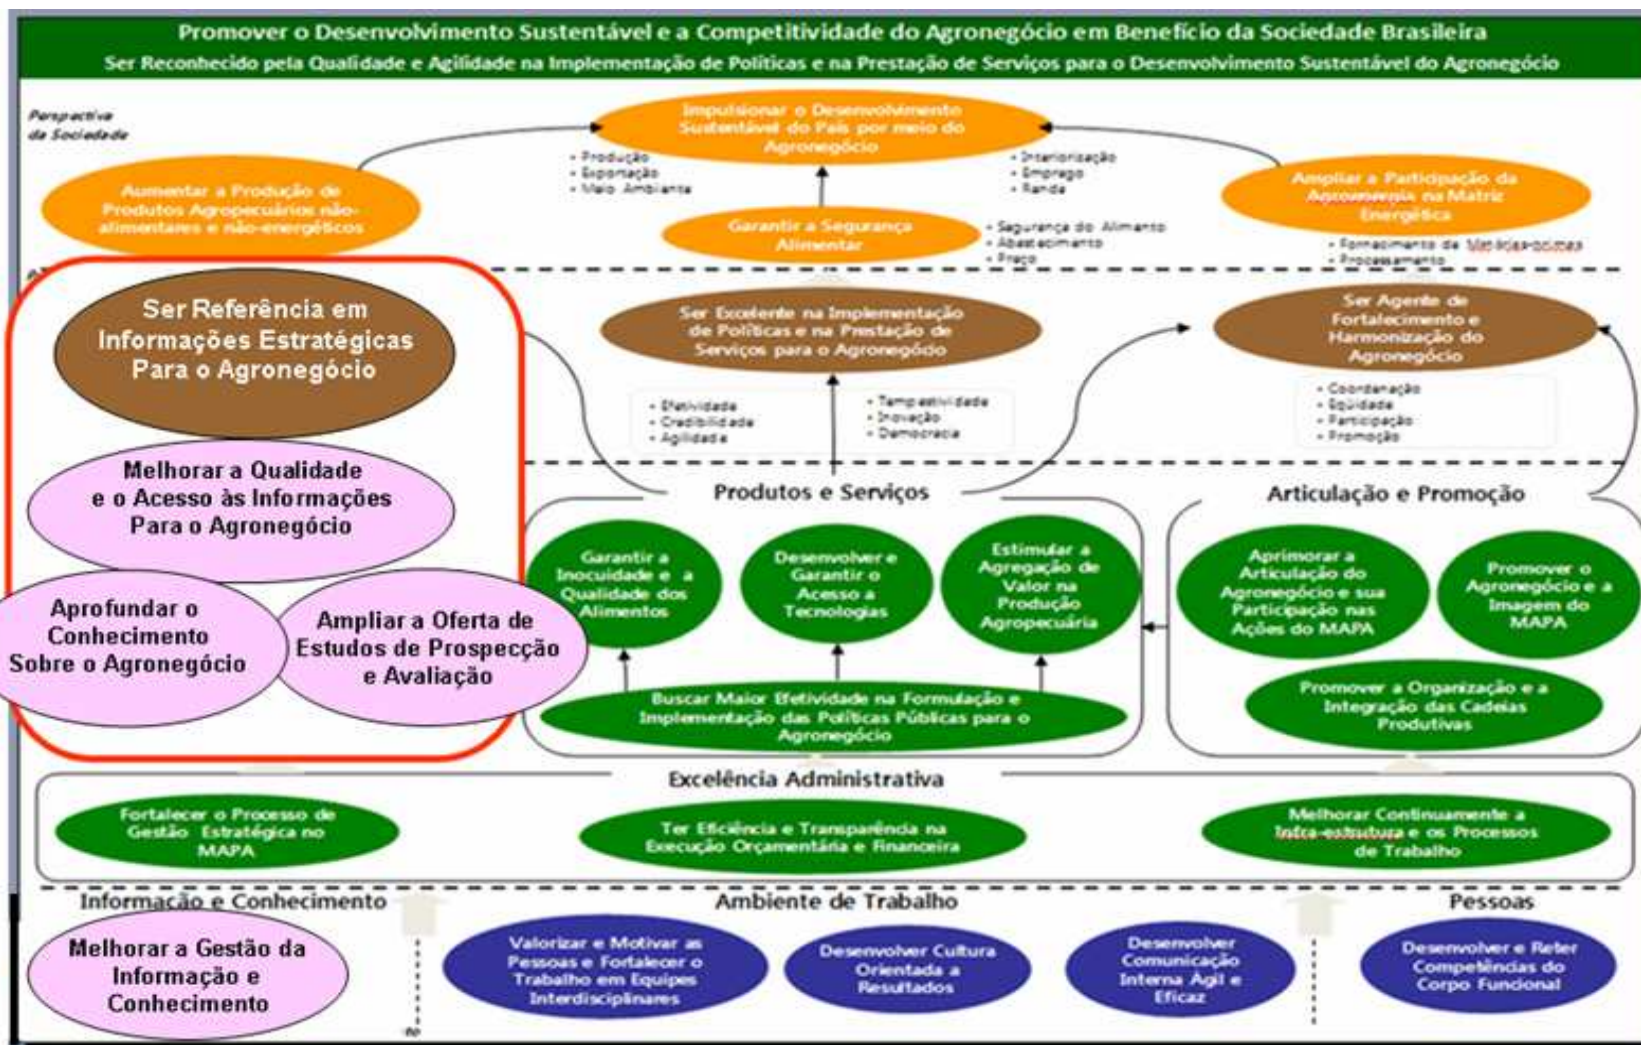 Promover o Desenvolvimento Sustentável e a Competitividade do Agronegócio em Benefício da Sociedade Brasileira
Ser Reconhecido pela Qualidade e Agilidade na Implementação de Políticas e na Prestação de Serviços para o Desenvolvimento Sustentável do Agronegócio
Perspectiva
da Sociedade
Impulsionar o Desenvolvimento
Sustentável do País por meio do
Agronegócio
• Produção
• Exportação
• Meio Ambiente
• Interiorização
• Emprego
• Renda
Aumentar a Produção de
Produtos Agropecuários não-
alimentares e não-energéticos
Garantir a Segurança
Alimentar
• Segurança do Alimento
• Abastecimento
• Preço
Ampliar a Participação da
Agroenergia na Matriz
Energética
• Fornecimento de Matérias-primas
• Processamento
Ser Referência em
Informações Estratégicas
Para o Agronegócio
Ser Excelente na Implementação
de Políticas e na Prestação de
Serviços para o Agronegócio
• Efetividade
• Credibilidade
• Agilidade
• Tempestividade
• Inovação
• Democracia
Ser Agente de
Fortalecimento e
Harmonização do
Agronegócio
• Coordenação
• Eqüidade
• Participação
• Promoção
Melhorar a Qualidade
e o Acesso às Informações
Para o Agronegócio
Aprofundar o
Conhecimento
Sobre o Agronegócio
Ampliar a Oferta de
Estudos de Prospecção
e Avaliação
Produtos e Serviços
Garantir a
Inocuidade e a
Qualidade dos
Alimentos
Desenvolver e
Garantir o
Acesso a
Tecnologias
Estimular a
Agregação de
Valor na
Produção
Agropecuária
Buscar Maior Efetividade na Formulação e
Implementação das Políticas Públicas para o
Agronegócio
Articulação e Promoção
Aprimorar a
Articulação do
Agronegócio e sua
Participação nas
Ações do MAPA
Promover o
Agronegócio e a
Imagem do
MAPA
Promover a Organização e a
Integração das Cadeias
Produtivas
Excelência Administrativa
Fortalecer o Processo de
Gestão Estratégica no
MAPA
Ter Eficiência e Transparência na
Execução Orçamentária e Financeira
Melhorar Continuamente a
Infra-estrutura e os Processos
de Trabalho
Informação e Conhecimento
Melhorar a Gestão da
Informação e
Conhecimento
Ambiente de Trabalho
Valorizar e Motivar as
Pessoas e Fortalecer o
Trabalho em Equipes
Interdisciplinares
Desenvolver Cultura
Orientada a
Resultados
Desenvolver
Comunicação
Interna Ágil e
Eficaz
Pessoas
Desenvolver e Reter
Competências do
Corpo Funcional